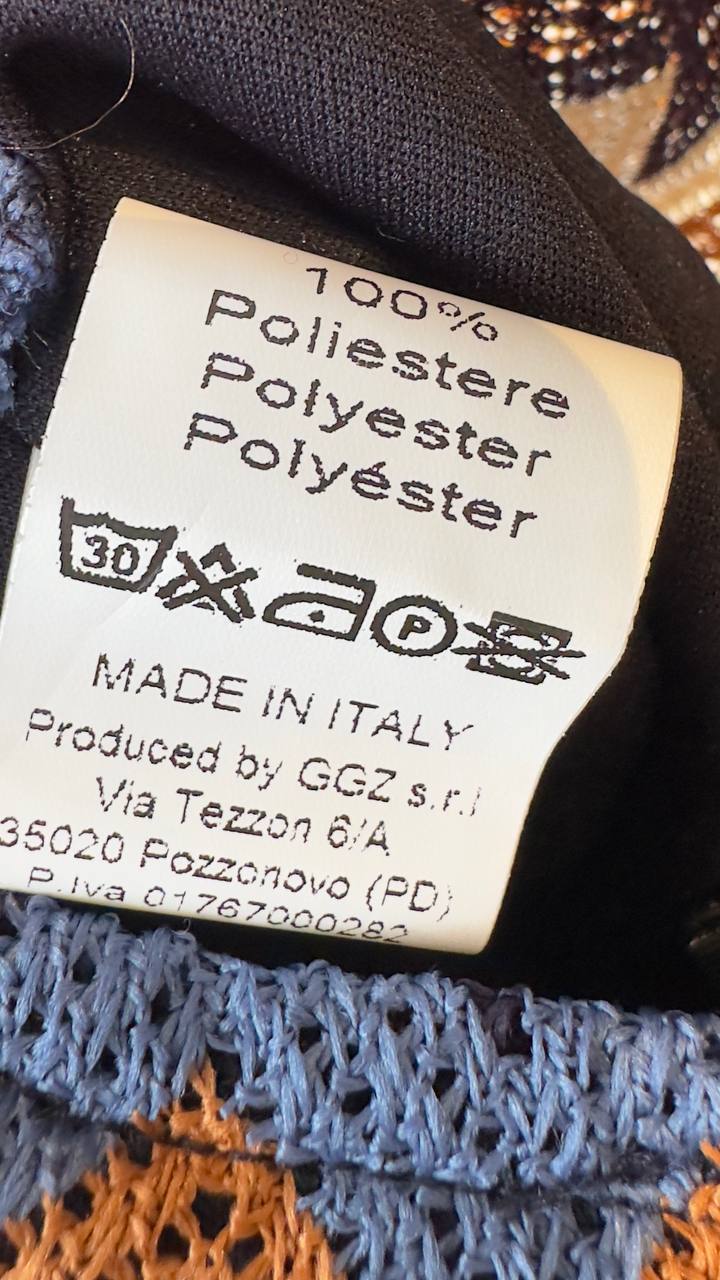 100%
Poliestere
Polyester
Polyéster
30 P
MADE IN ITALY
Produced by GGZ s.r.l
Via Tezzon 6/A
35020 Pozzonovo (PD)
P.Iva 01767000282